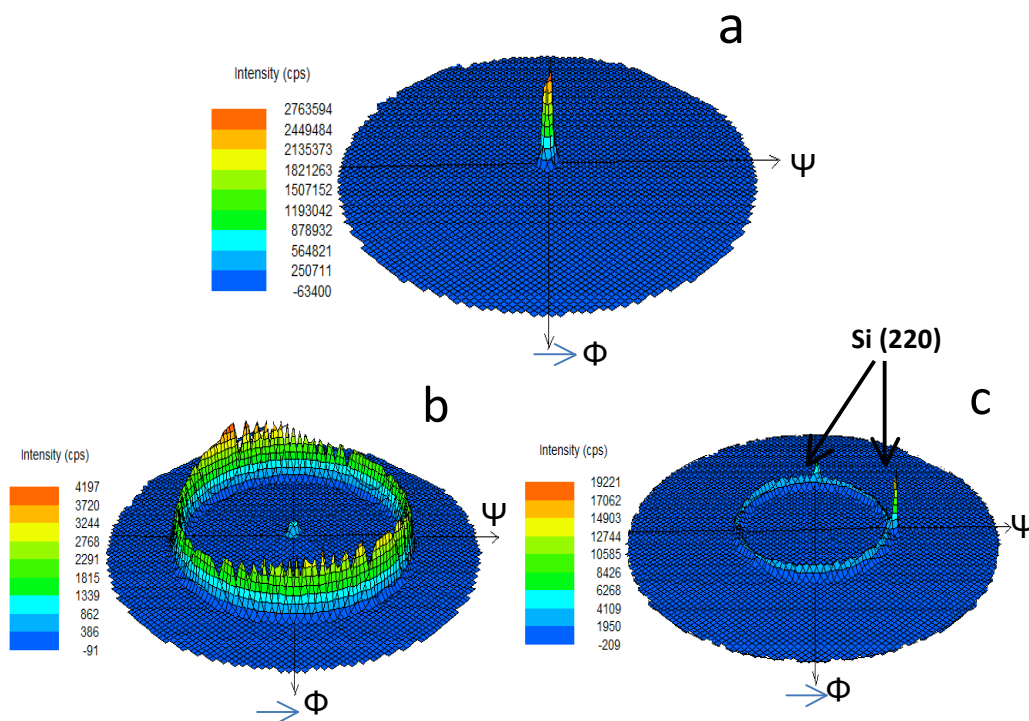 a
Intensity (cps)
2763594
2449484
2135373
1821263
1507152
1193042
878932
564821
250711
-63400
Ψ
Φ
Si (220)
b
Intensity (cps)
4197
3720
3244
2768
2291
1815
1339
862
386
-91
Ψ
Φ
c
Intensity (cps)
19221
17062
14903
12744
10585
8426
6268
4109
1950
-209
Ψ
Φ